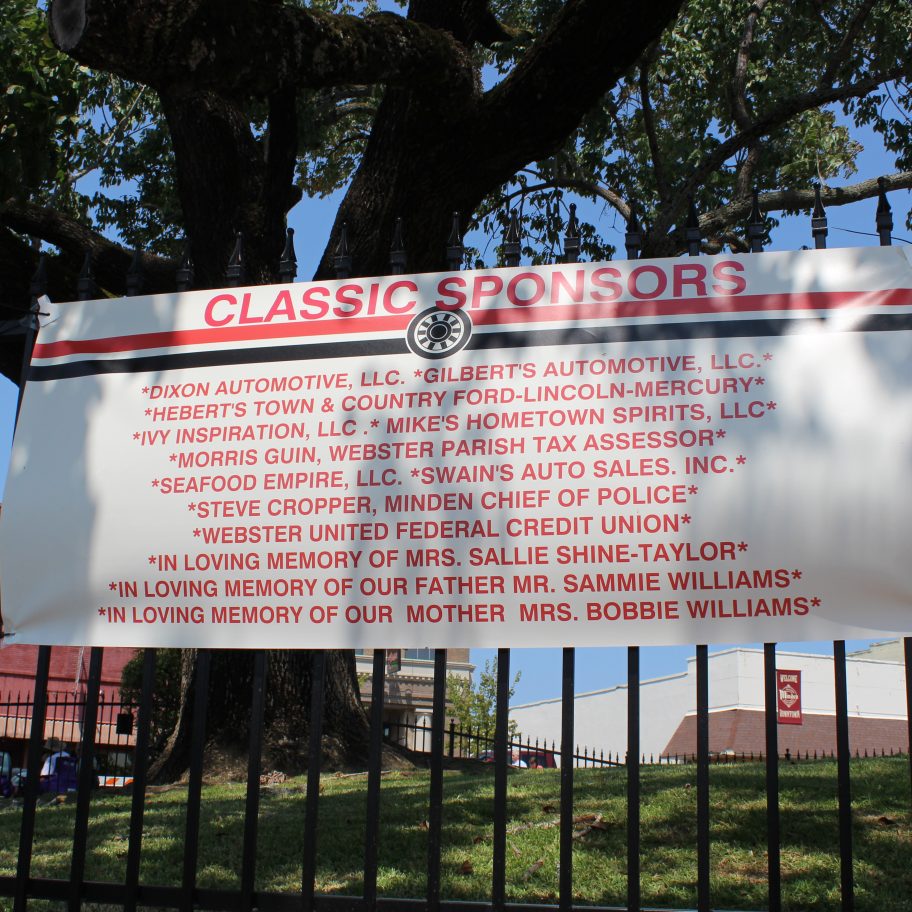 CLASSIC SPONSORS
*DIXON AUTOMOTIVE, LLC. *GILBERT'S AUTOMOTIVE, LLC.*
*HEBERT'S TOWN & COUNTRY FORD-LINCOLN-MERCURY*
*IVY INSPIRATION, LLC .* MIKE'S HOMETOWN SPIRITS, LLC*
*MORRIS GUIN, WEBSTER PARISH TAX ASSESSOR*
*SEAFOOD EMPIRE, LLC. *SWAIN'S AUTO SALES. INC.*
*STEVE CROPPER, MINDEN CHIEF OF POLICE*
*WEBSTER UNITED FEDERAL CREDIT UNION*
*IN LOVING MEMORY OF MRS. SALLIE SHINE-TAYLOR*
*IN LOVING MEMORY OF OUR FATHER MR. SAMMIE WILLIAMS*
*IN LOVING MEMORY OF OUR  MOTHER  MRS. BOBBIE WILLIAMS*
WELCOME
Minden
DOWNTOWN